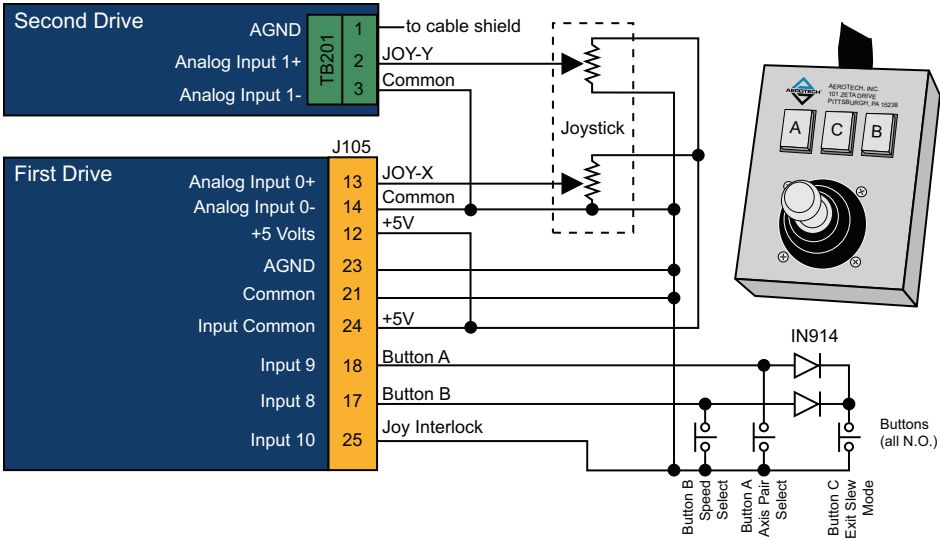 Second Drive
AGND 1 to cable shield
Analog Input 1+ 2 JOY-Y
Analog Input 1- 3 Common
TB201
Joystick
J105
First Drive
Analog Input 0+ 13 JOY-X
Analog Input 0- 14 Common
+5 Volts 12 +5V
AGND 23
Common 21
Input Common 24 +5V
Input 9 18 Button A
Input 8 17 Button B
Input 10 25 Joy Interlock
AEROTECH
AEROTECH, INC.
101 ZETA DRIVE
PITTSBURGH, PA 15238
A C B
IN914
Buttons
(all N.O.)
Button B
Speed
Select
Button A
Axis Pair
Select
Button C
Exit Slew
Mode